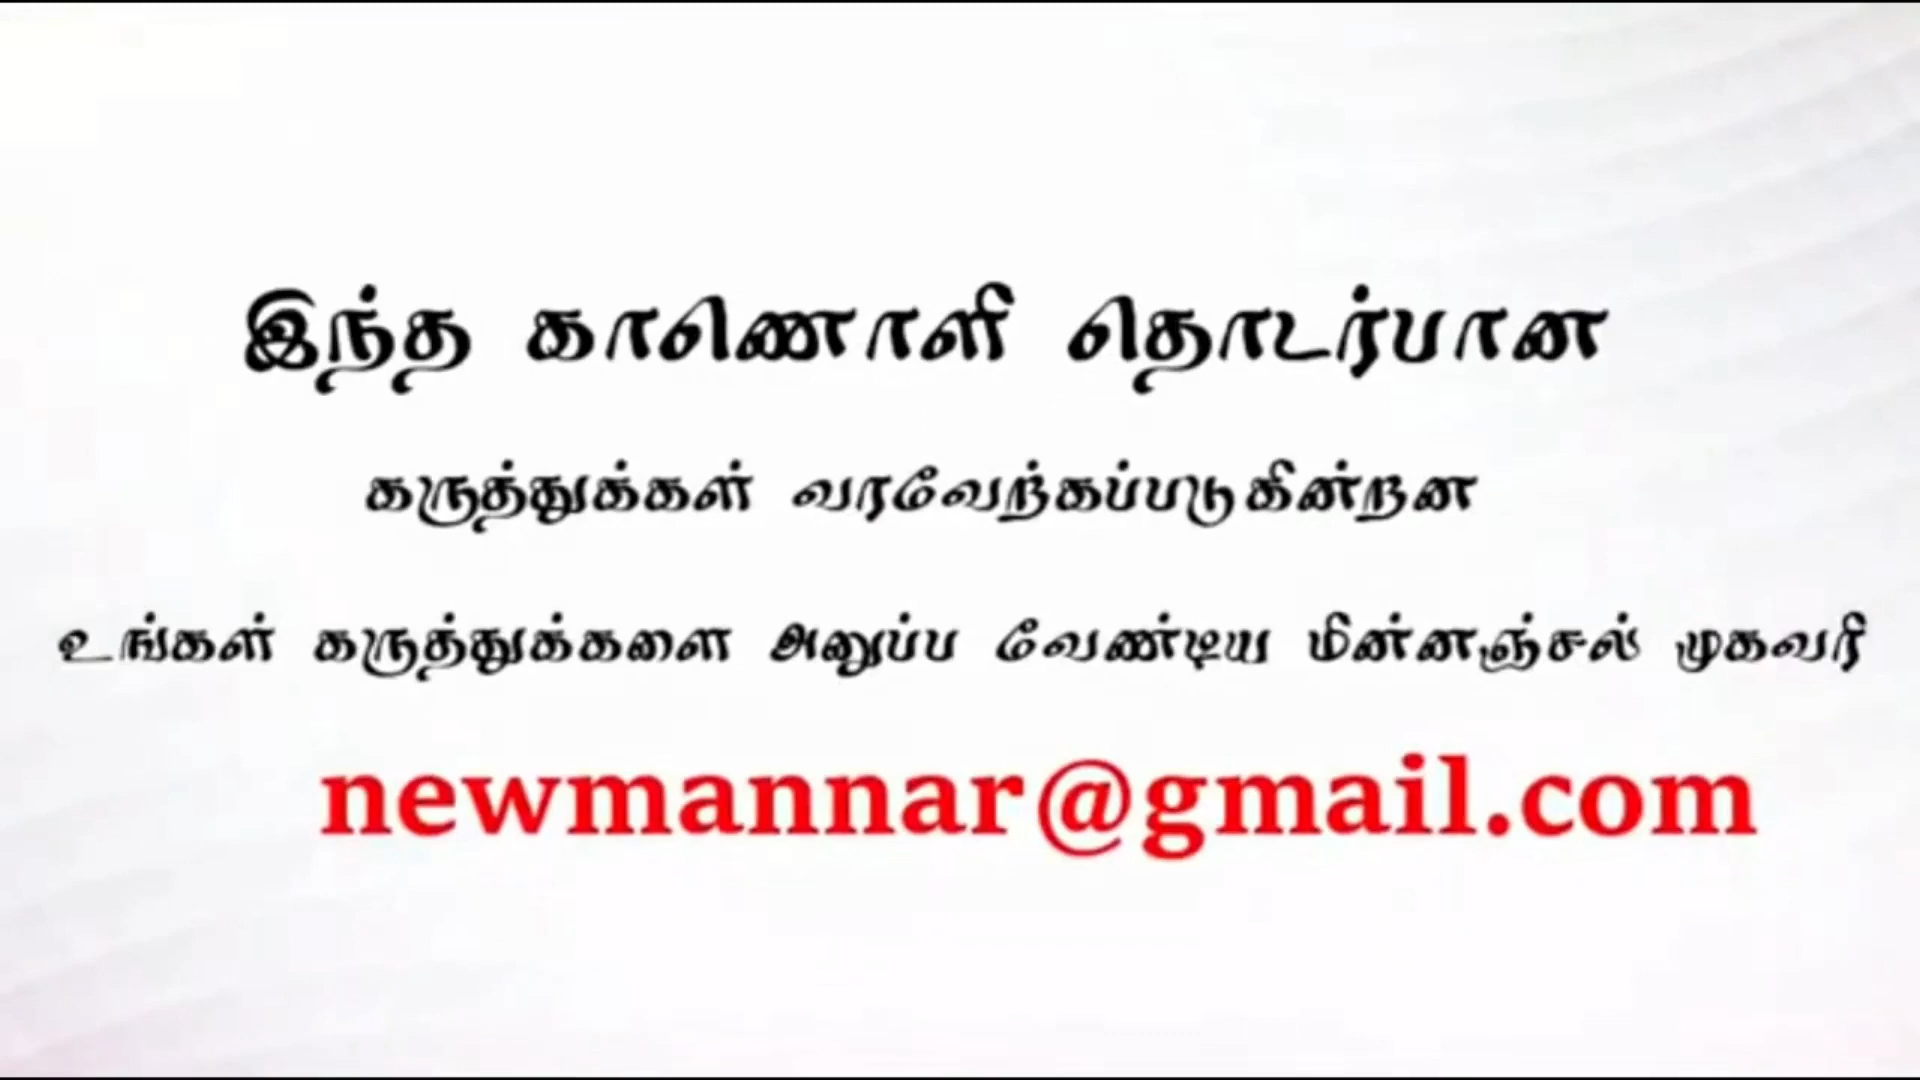 இந்த காணொளி தொடர்பான
கருத்துக்கள் வரவேற்கப்படுகின்றன
உங்கள் கருத்துக்களை அனுப்ப வேண்டிய மின்னஞ்சல் முகவரி
newmannar@gmail.com